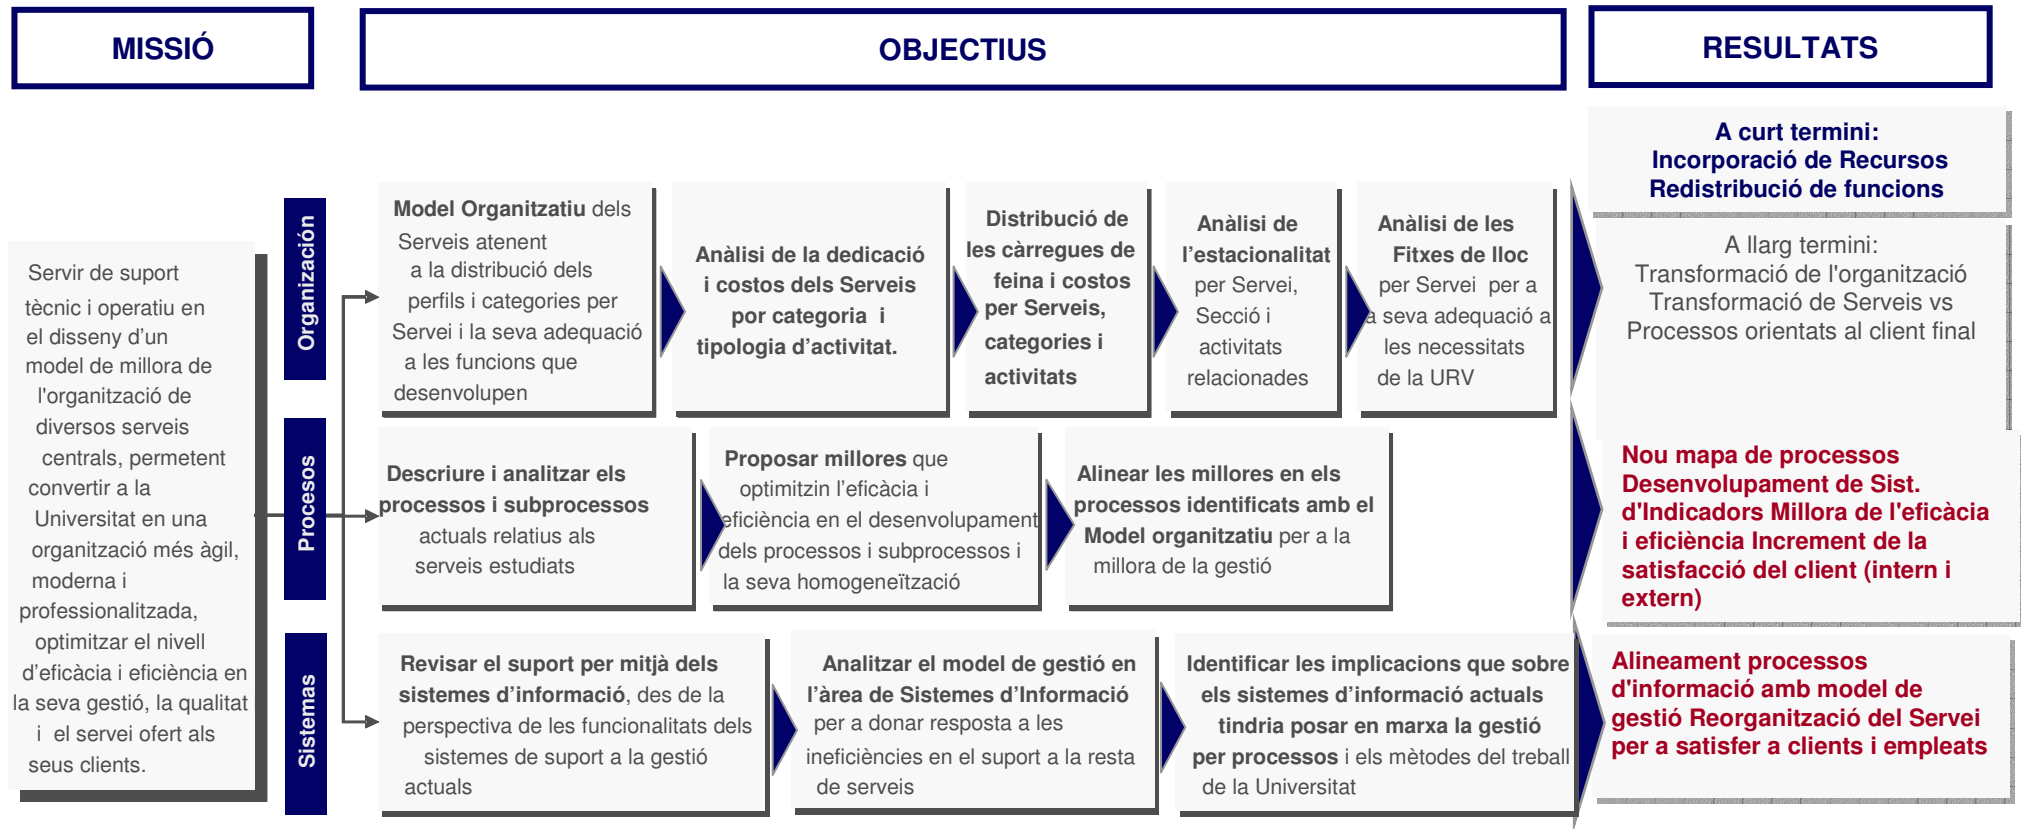 MISSIÓ
OBJECTIUS
RESULTATS
Servir de suport
tècnic i operatiu en
el disseny d'un
model de millora de
l'organització de
diversos serveis
centrals, permetent
convertir a la
Universitat en una
organització més àgil,
moderna i
professionalitzada,
optimitzar el nivell
d'eficàcia i eficiència en
la seva gestió, la qualitat
i el servei ofert als
seus clients.
Organización
Model Organitzatiu dels
Serveis atenent
a la distribució dels
perfils i categories per
Servei i la seva adequació
a les funcions que
desenvolupen
Anàlisi de la dedicació
i costos dels Serveis
por categoria i
tipologia d'activitat.
Distribució de
les càrregues de
feina i costos
per Serveis,
categories i
activitats
Anàlisi de
l'estacionalitat
per Servei,
Secció i
activitats
relacionades
Anàlisi de les
Fitxes de lloc
per Servei per a
a seva adequació a
les necessitats
de la URV
A curt termini:
Incorporació de Recursos
Redistribució de funcions
A llarg termini:
Transformació de l'organització
Transformació de Serveis vs
Processos orientats al client final
Procesos
Descriure i analitzar els
processos i subprocessos
actuals relatius als
serveis estudiats
Proposar millores que
optimitzin l'eficàcia i
eficiència en el desenvolupament
dels processos i subprocessos i
la seva homogeneïtzació
Alinear les millores en els
processos identificats amb el
Model organitzatiu per a la
millora de la gestió
Nou mapa de processos
Desenvolupament de Sist.
d'Indicadors Millora de l'eficàcia
i eficiència Increment de la
satisfacció del client (intern i
extern)
Sistemas
Revisar el suport per mitjà dels
sistemes d'informació, des de la
perspectiva de les funcionalitats dels
sistemes de suport a la gestió
actuals
Analitzar el model de gestió en
l'àrea de Sistemes d'Informació
per a donar resposta a les
ineficiències en el suport a la resta
de serveis
Identificar les implicacions que sobre
els sistemes d'informació actuals
tindria posar en marxa la gestió
per processos i els mètodes del treball
de la Universitat
Alineament processos
d'informació amb model de
gestió Reorganització del Servei
per a satisfer a clients i empleats